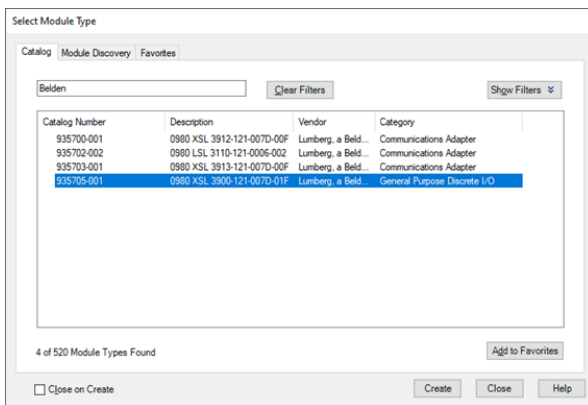 Select Module Type
Catalog Module Discovery Favorites
Belden Clear Filters Show Filters
Catalog Number Description Vendor Category
935700-001 0980 XSL 3912-121-007D-00F Lumberg, a Beld... Communications Adapter
935702-002 0980 LSL 3110-121-0006-002 Lumberg, a Beld... Communications Adapter
935703-001 0980 XSL 3913-121-007D-00F Lumberg, a Beld... Communications Adapter
935705-001 0980 XSL 3900-121-007D-01F Lumberg, a Beld... General Purpose Discrete I/O
4 of 520 Module Types Found Add to Favorites
Close on Create Create Close Help